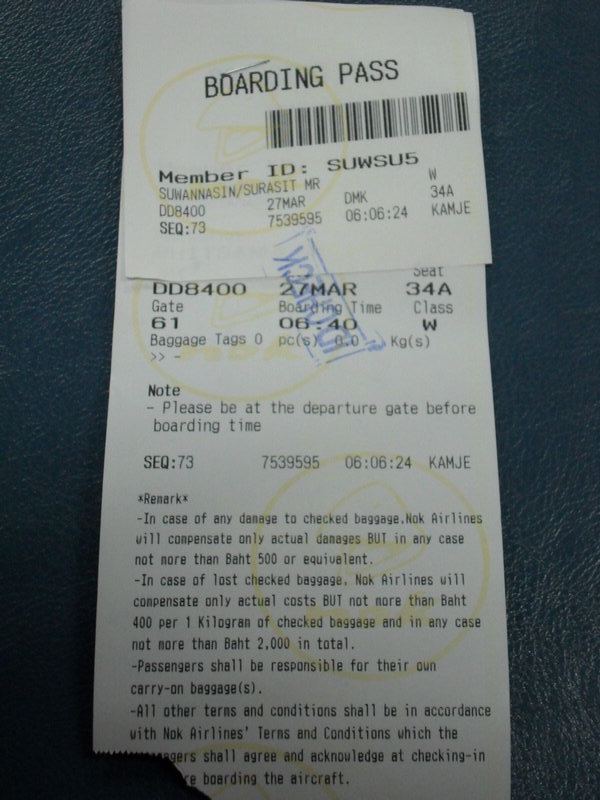 BOARDING PASS
Member ID: SUWSU5
SUWANNASIN/SURASIT MR W
DD8400 27MAR DMK 34A
SEQ:73 7539595 06:06:24 KAMJE
Seat
DD8400 27MAR 34A
Gate Boarding Time Class
61 06:40 W
Baggage Tags 0 pc(s) 0.0 Kg(s)
>> -
Note
- Please be at the departure gate before
boarding time
SEQ:73 7539595 06:06:24 KAMJE
*Remark*
-In case of any damage to checked baggage,Nok Airlines
will compensate only actual damages BUT in any case
not more than Baht 500 or equivalent.
-In case of lost checked baggage, Nok Airlines will
compensate only actual costs BUT not more than Baht
400 per 1 Kilogram of checked baggage and in any case
not more than Baht 2,000 in total.
-Passengers shall be responsible for their own
carry-on baggage(s).
-All other terms and conditions shall be in accordance
with Nok Airlines' Terms and Conditions which the
shall agree and acknowledge at checking-in
boarding the aircraft.